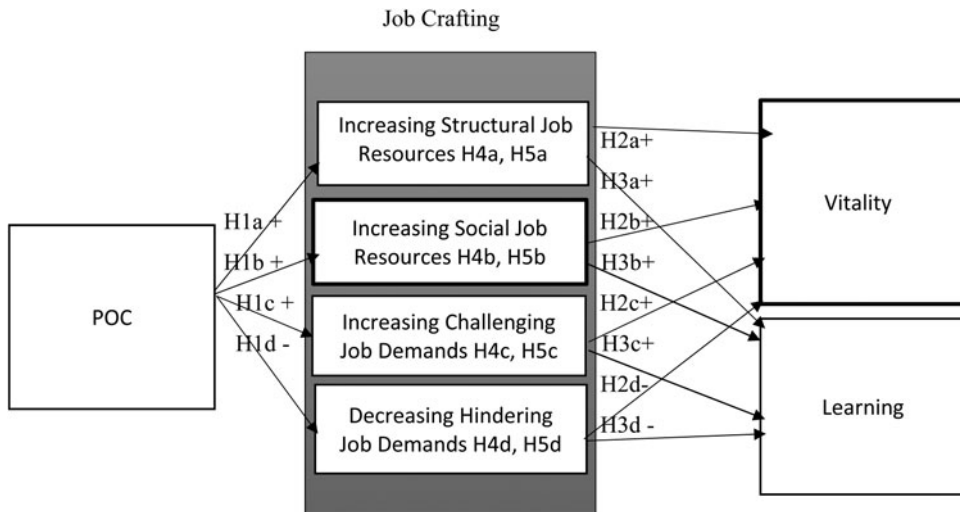 Job Crafting
Increasing Structural Job
Resources H4a, H5a
H2a+
H3a+
Vitality
H1a +
Increasing Social Job
Resources H4b, H5b
H2b+
H1b +
H3b+
POC
H1c +
Increasing Challenging
Job Demands H4c, H5c
H2c+
H1d -
H3c+
H2d-
Decreasing Hindering
Job Demands H4d, H5d
H3d -
Learning